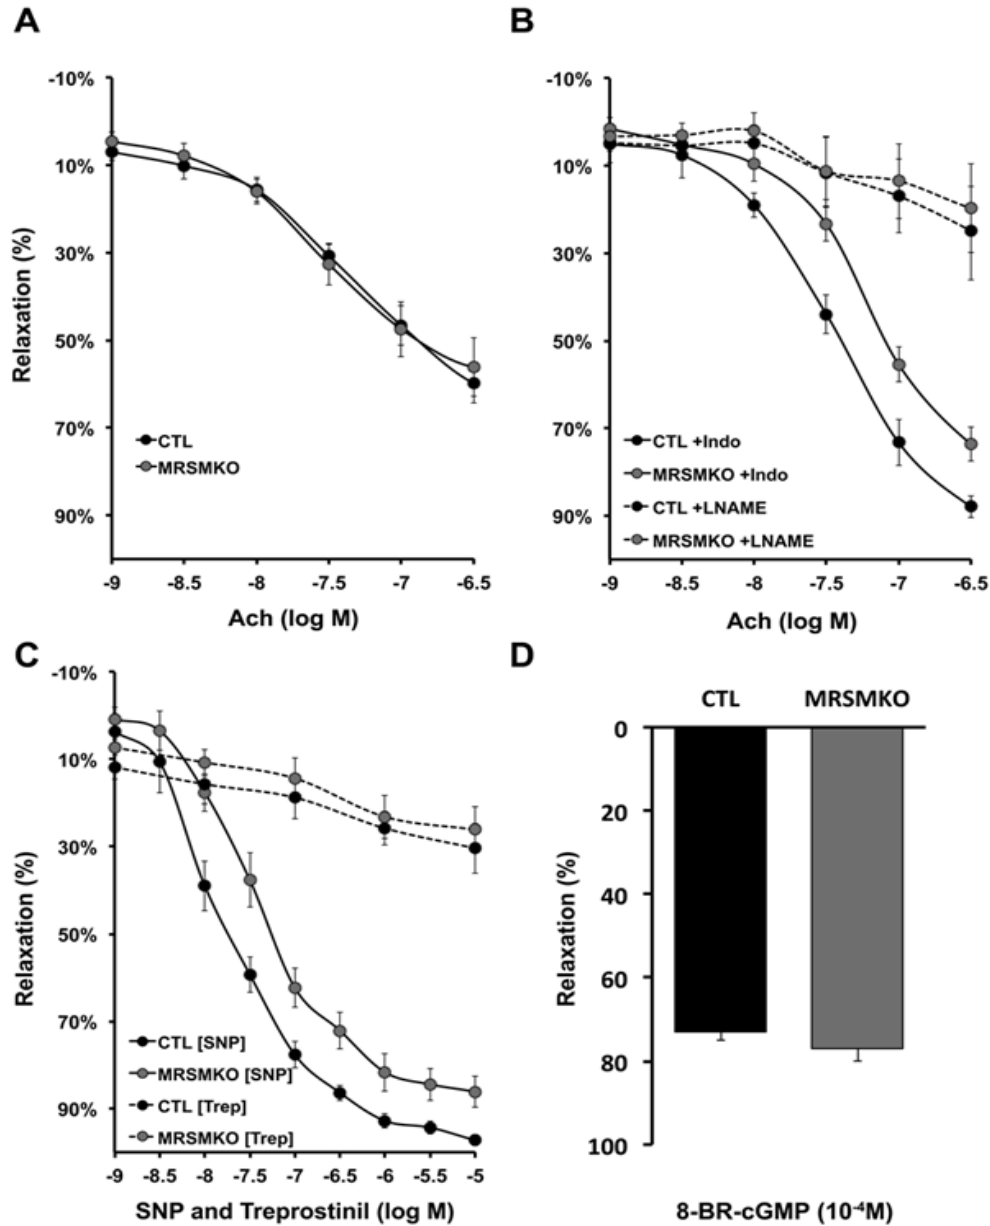 A
-10%
10%
30%
50%
70%
90%
Relaxation (%)
CTL
MRSMKO
-9 -8.5 -8 -7.5 -7 -6.5
Ach (log M)
B
-10%
10%
30%
50%
70%
90%
CTL +Indo
MRSMKO +Indo
CTL +LNAME
MRSMKO +LNAME
-9 -8.5 -8 -7.5 -7 -6.5
Ach (log M)
C
-10%
10%
30%
50%
70%
90%
Relaxation (%)
CTL [SNP]
MRSMKO [SNP]
CTL [Trep]
MRSMKO [Trep]
-9 -8.5 -8 -7.5 -7 -6.5 -6 -5.5 -5
SNP and Treprostinil (log M)
D
CTL MRSMKO
0
20
40
60
80
100
Relaxation (%)
8-BR-cGMP (10⁻⁴M)